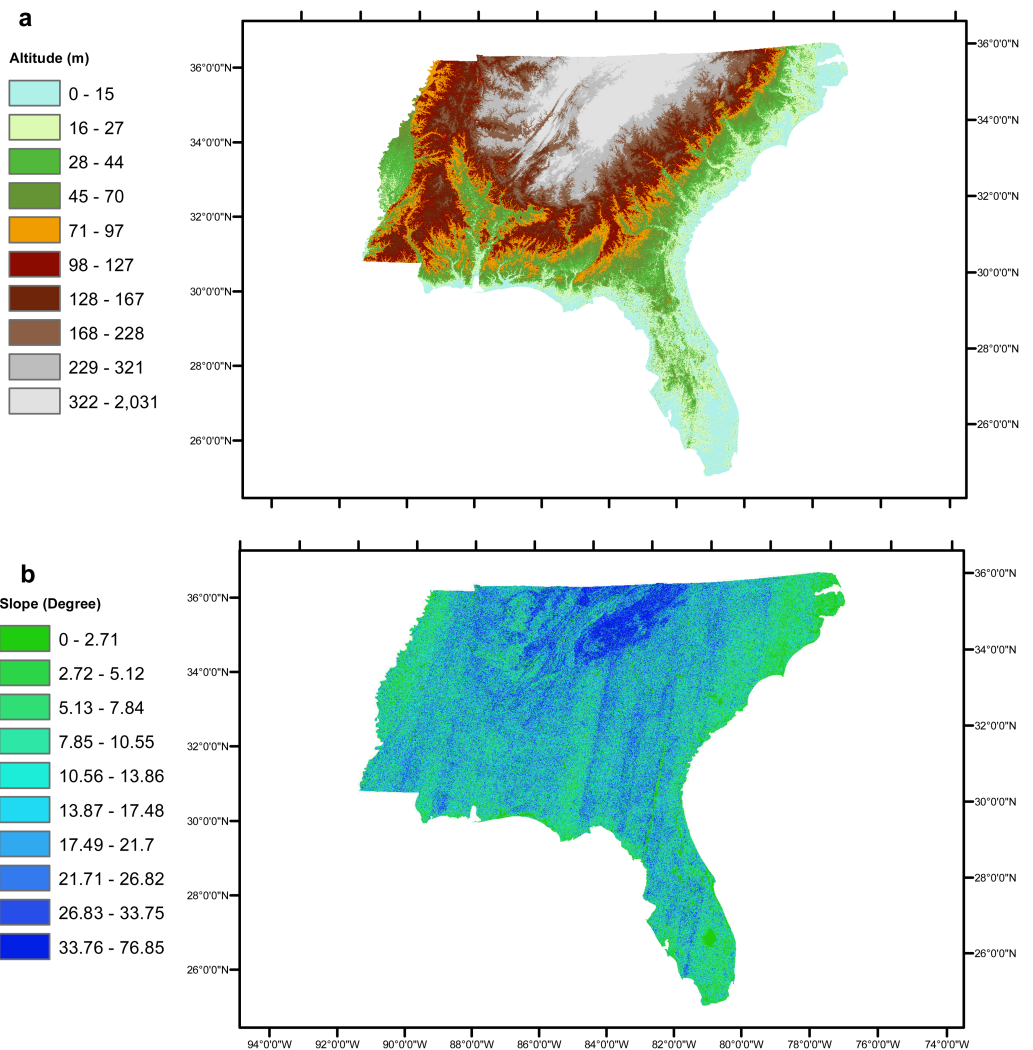 a
Altitude (m)
0 - 15
16 - 27
28 - 44
45 - 70
71 - 97
98 - 127
128 - 167
168 - 228
229 - 321
322 - 2,031
36°0'0"N
34°0'0"N
32°0'0"N
30°0'0"N
28°0'0"N
26°0'0"N
36°0'0"N
34°0'0"N
32°0'0"N
30°0'0"N
28°0'0"N
26°0'0"N
b
Slope (Degree)
0 - 2.71
2.72 - 5.12
5.13 - 7.84
7.85 - 10.55
10.56 - 13.86
13.87 - 17.48
17.49 - 21.7
21.71 - 26.82
26.83 - 33.75
33.76 - 76.85
36°0'0"N
34°0'0"N
32°0'0"N
30°0'0"N
28°0'0"N
26°0'0"N
36°0'0"N
34°0'0"N
32°0'0"N
30°0'0"N
28°0'0"N
26°0'0"N
94°0'0"W 92°0'0"W 90°0'0"W 88°0'0"W 86°0'0"W 84°0'0"W 82°0'0"W 80°0'0"W 78°0'0"W 74°0'0"W